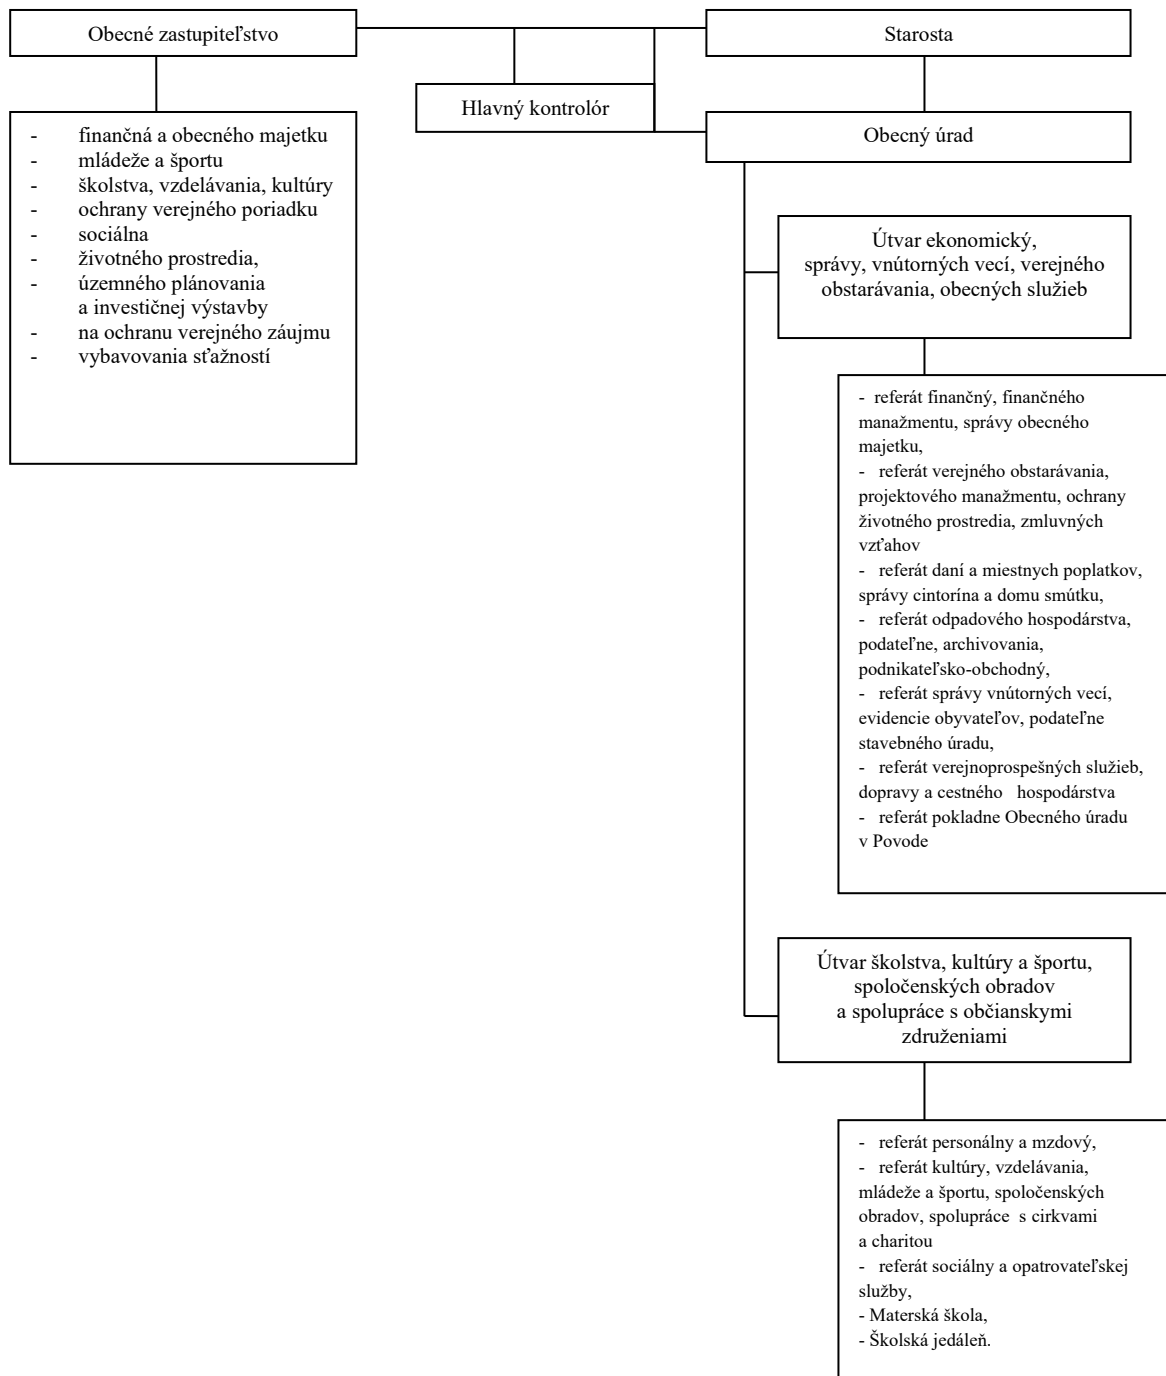 Obecné zastupiteľstvo
Starosta
Hlavný kontrolór
Obecný úrad
- finančná a obecného majetku
- mládeže a športu
- školstva, vzdelávania, kultúry
- ochrany verejného poriadku
- sociálna
- životného prostredia,
- územného plánovania
a investičnej výstavby
- na ochranu verejného záujmu
- vybavovania sťažností
Útvar ekonomický,
správy, vnútorných vecí, verejného
obstarávania, obecných služieb
- referát finančný, finančného
manažmentu, správy obecného
majetku,
- referát verejného obstarávania,
projektového manažmentu, ochrany
životného prostredia, zmluvných
vzťahov
- referát daní a miestnych poplatkov,
správy cintorína a domu smútku,
- referát odpadového hospodárstva,
podateľne, archivovania,
podnikateľsko-obchodný,
- referát správy vnútorných vecí,
evidencie obyvateľov, podateľne
stavebného úradu,
- referát verejnoprospešných služieb,
dopravy a cestného hospodárstva
- referát pokladne Obecného úradu
v Povode
Útvar školstva, kultúry a športu,
spoločenských obradov
a spolupráce s občianskymi
združeniami
- referát personálny a mzdový,
- referát kultúry, vzdelávania,
mládeže a športu, spoločenských
obradov, spolupráce s cirkvami
a charitou
- referát sociálny a opatrovateľskej
služby,
- Materská škola,
- Školská jedáleň.